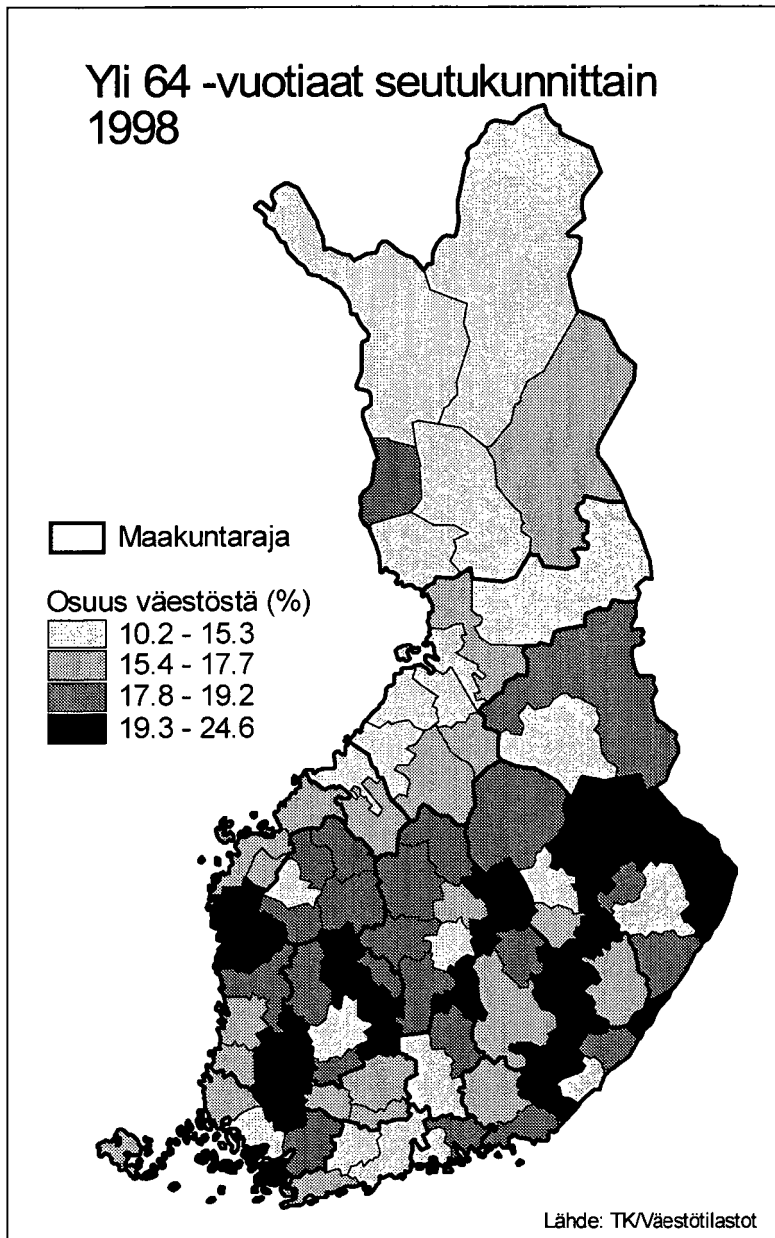 Yli 64 -vuotiaat seutukunnittain
1998
Maakuntaraja
Osuus väestöstä (%)
10.2 - 15.3
15.4 - 17.7
17.8 - 19.2
19.3 - 24.6
Lähde: TK/Väestötilastot